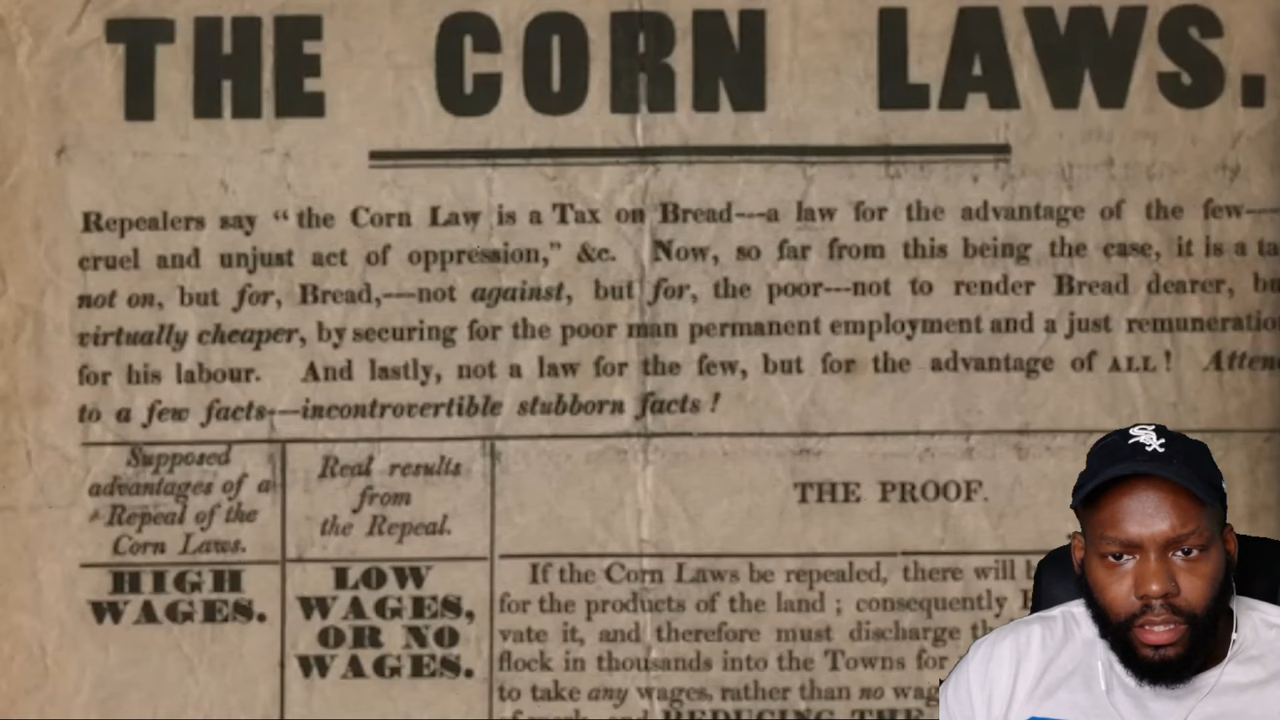 THE CORN LAWS.
Repealers say “the Corn Law is a Tax on Bread---a law for the advantage of the few---
cruel and unjust act of oppression,” &c. Now, so far from this being the case, it is a
not on, but for, Bread,---not against, but for, the poor---not to render Bread dearer,
virtually cheaper, by securing for the poor man permanent employment and a just
for his labour. And lastly, not a law for the few, but for the advantage of ALL!
to a few facts---incontrovertible stubborn facts!
Supposed
advantages of a
Repeal of the
Corn Laws.
Real results
from
the Repeal.
THE PROOF.
HIGH
WAGES.
LOW
WAGES,
OR NO
WAGES.
If the Corn Laws be repealed, there will
for the products of the land; consequently
vate it, and therefore must discharge
flock in thousands into the Towns for
to take any wages, rather than no
REDUCING THE
Sox